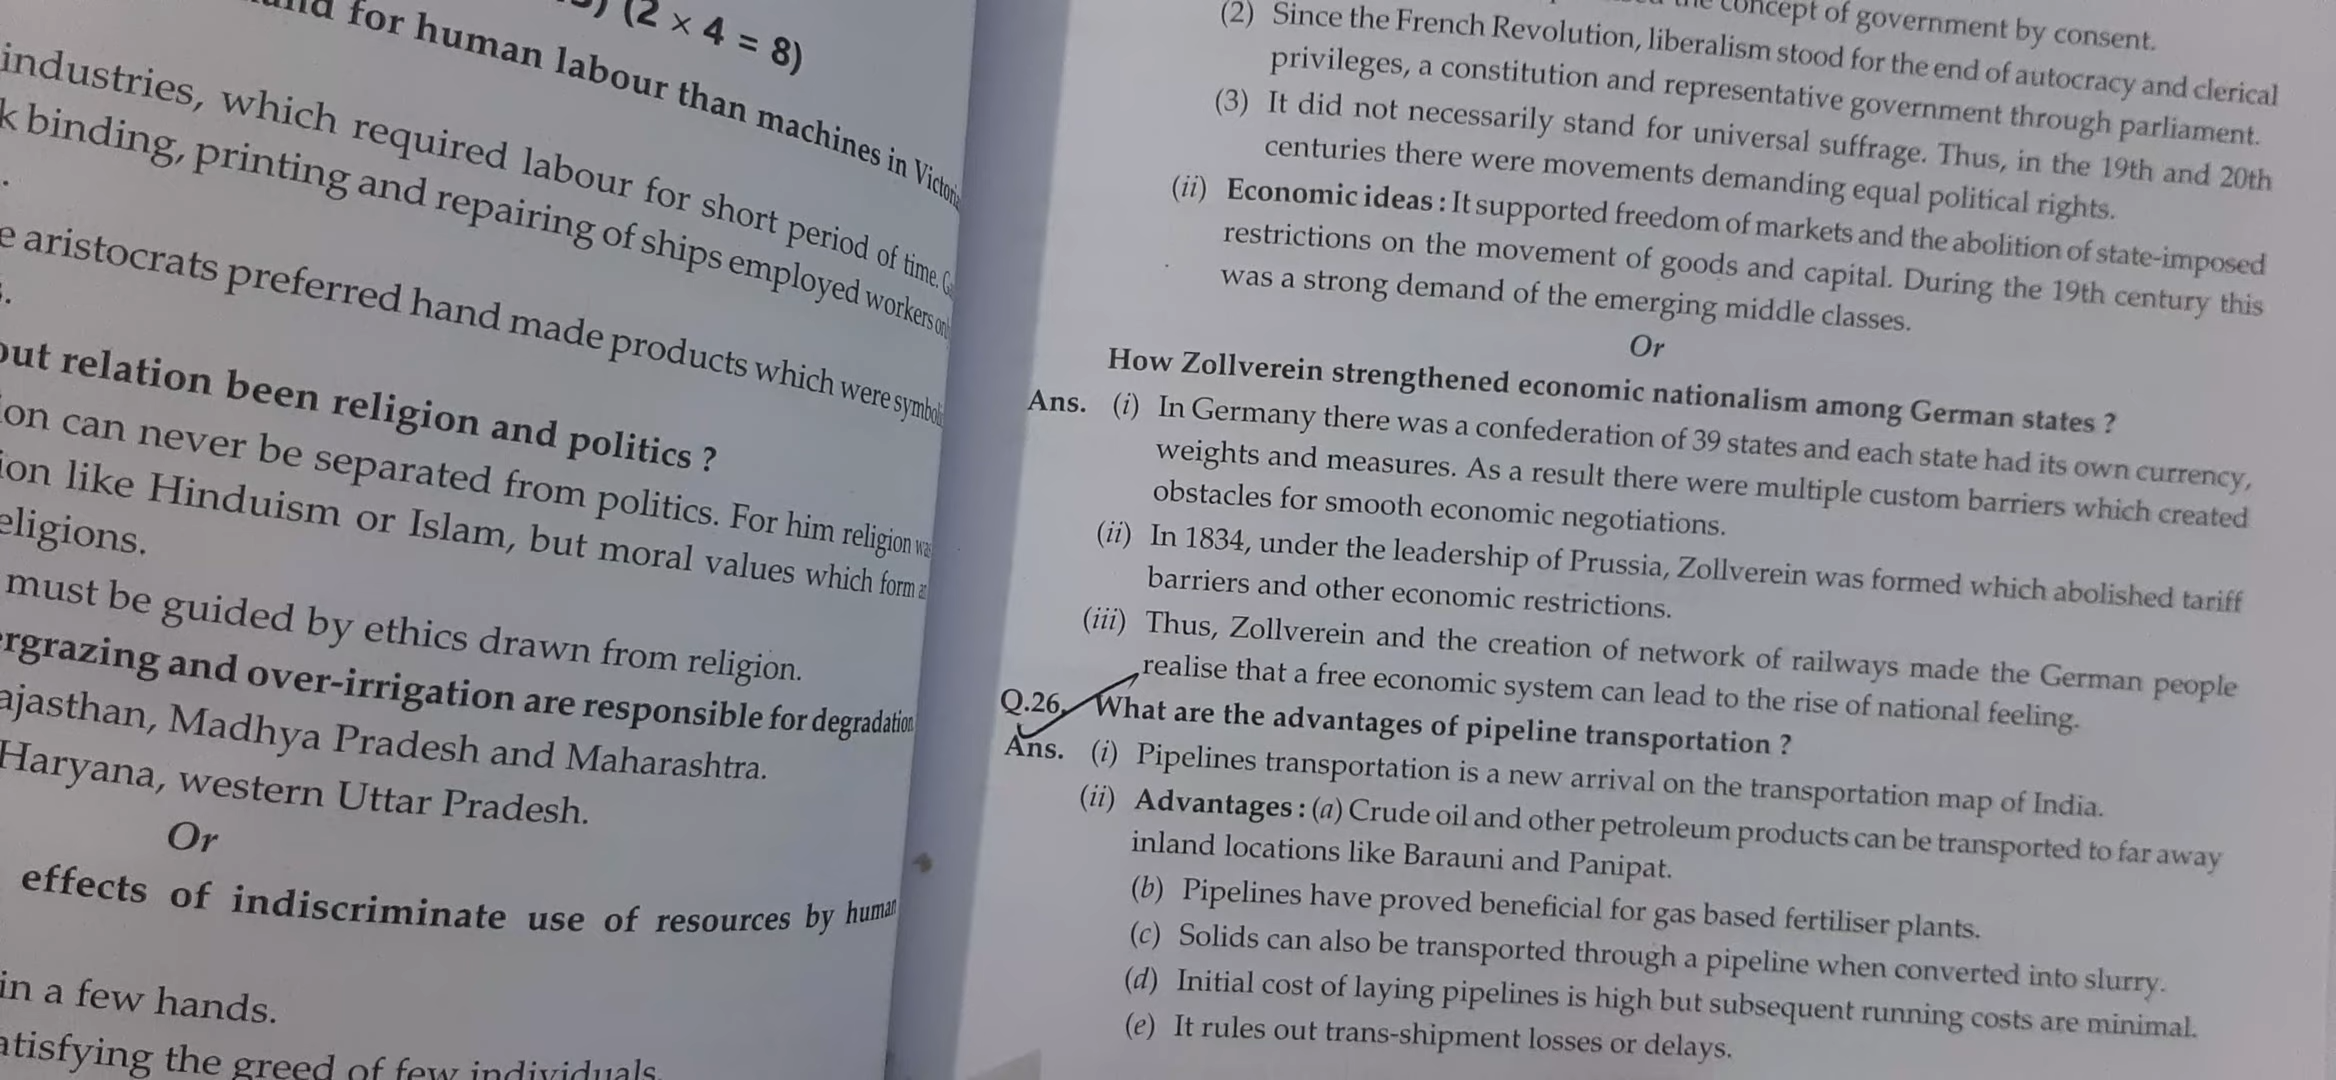 (2 × 4 = 8)
for human labour than machines in
industries, which required labour for short period of time.
binding, printing and repairing of ships employed workers
aristocrats preferred hand made products which were
relation been religion and politics ?
can never be separated from politics. For him religion
like Hinduism or Islam, but moral values which form
must be guided by ethics drawn from religion.
and over-irrigation are responsible for degradation
Madhya Pradesh and Maharashtra.
Haryana, western Uttar Pradesh.
Or
effects of indiscriminate use of resources by human
in a few hands.
the greed of few individuals.
concept of government by consent.
(2) Since the French Revolution, liberalism stood for the end of autocracy and clerical
privileges, a constitution and representative government through parliament.
(3) It did not necessarily stand for universal suffrage. Thus, in the 19th and 20th
centuries there were movements demanding equal political rights.
(ii) Economic ideas : It supported freedom of markets and the abolition of state-imposed
restrictions on the movement of goods and capital. During the 19th century this
was a strong demand of the emerging middle classes.
Or
How Zollverein strengthened economic nationalism among German states ?
Ans. (i) In Germany there was a confederation of 39 states and each state had its own currency,
weights and measures. As a result there were multiple custom barriers which created
obstacles for smooth economic negotiations.
(ii) In 1834, under the leadership of Prussia, Zollverein was formed which abolished tariff
barriers and other economic restrictions.
(iii) Thus, Zollverein and the creation of network of railways made the German people
realise that a free economic system can lead to the rise of national feeling.
Q.26. What are the advantages of pipeline transportation ?
Ans. (i) Pipelines transportation is a new arrival on the transportation map of India.
(ii) Advantages : (a) Crude oil and other petroleum products can be transported to far away
inland locations like Barauni and Panipat.
(b) Pipelines have proved beneficial for gas based fertiliser plants.
(c) Solids can also be transported through a pipeline when converted into slurry.
(d) Initial cost of laying pipelines is high but subsequent running costs are minimal.
(e) It rules out trans-shipment losses or delays.